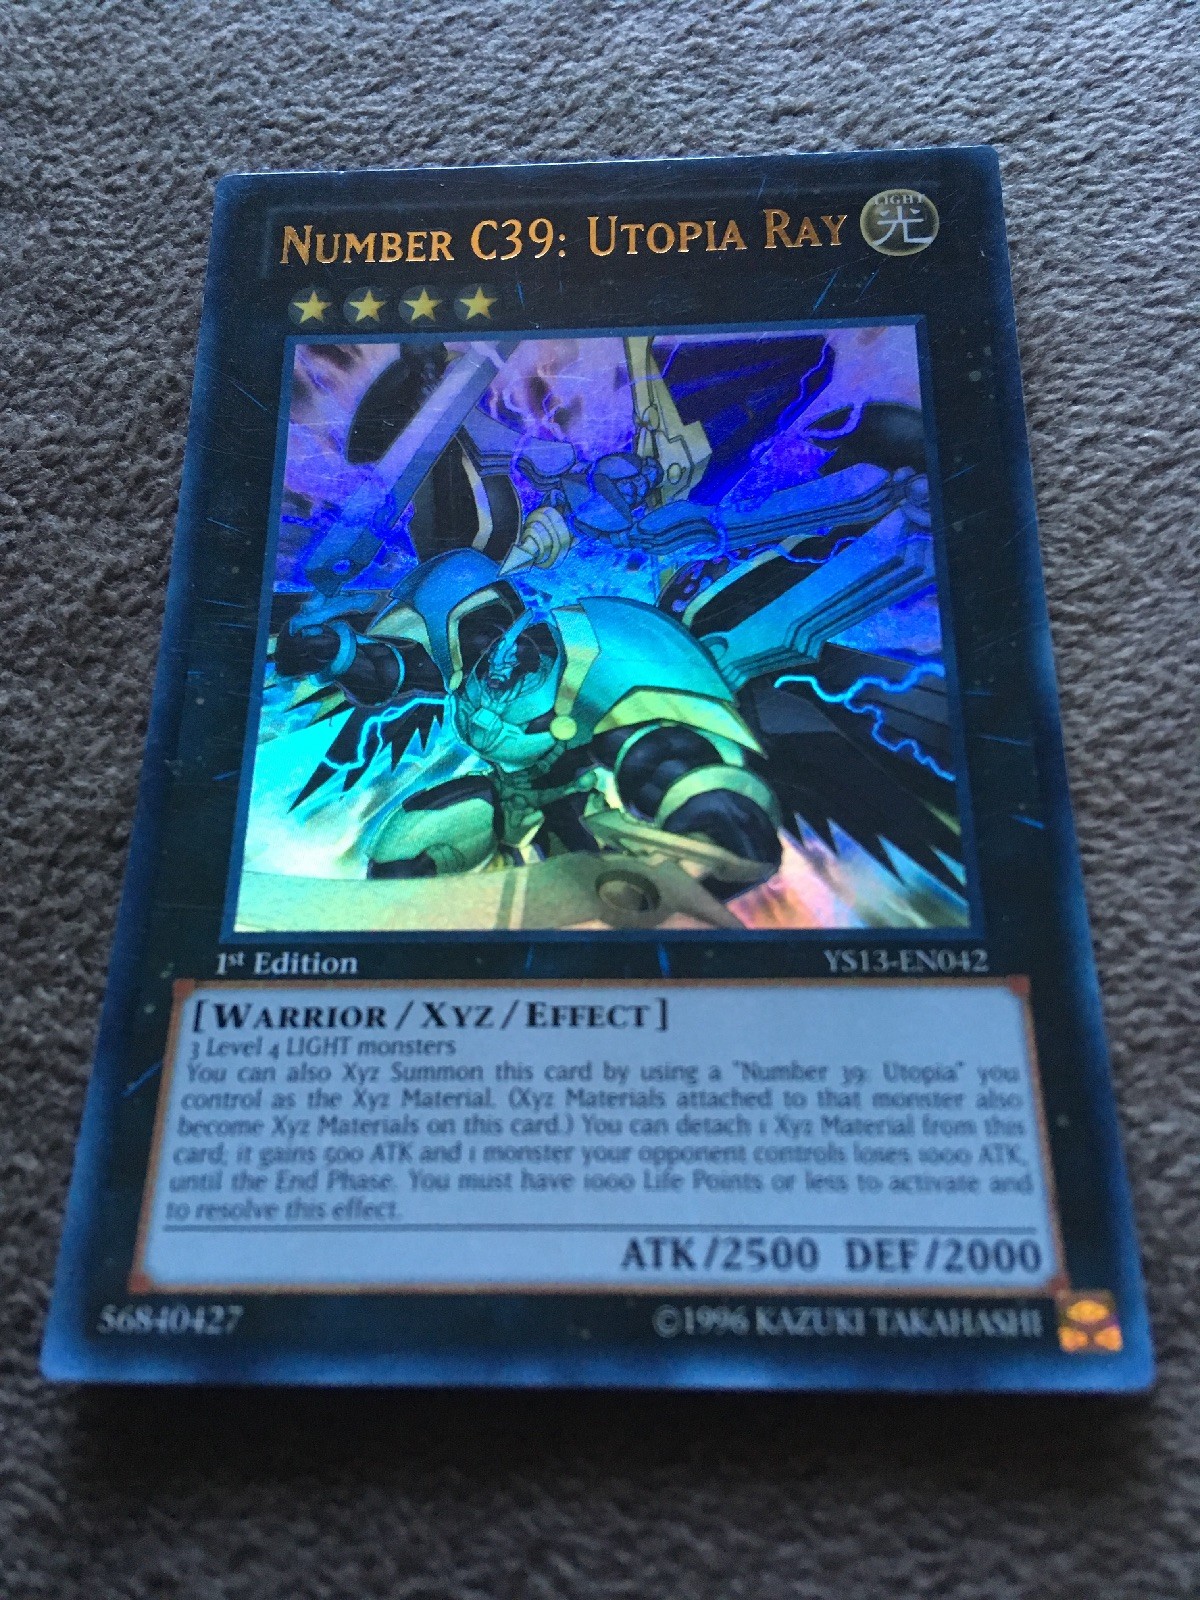 NUMBER C39: UTOPIA RAY
LIGHT
光
1st Edition
YS13-EN042
[WARRIOR / XYZ / EFFECT]
3 Level 4 LIGHT monsters
You can also Xyz Summon this card by using a "Number 39: Utopia" you
control as the Xyz Material. (Xyz Materials attached to that monster also
become Xyz Materials on this card.) You can detach 1 Xyz Material from this
card; it gains 500 ATK and 1 monster your opponent controls loses 1000 ATK,
until the End Phase. You must have 1000 Life Points or less to activate and
to resolve this effect.
ATK/2500 DEF/2000
56840427
©1996 KAZUKI TAKAHASHI